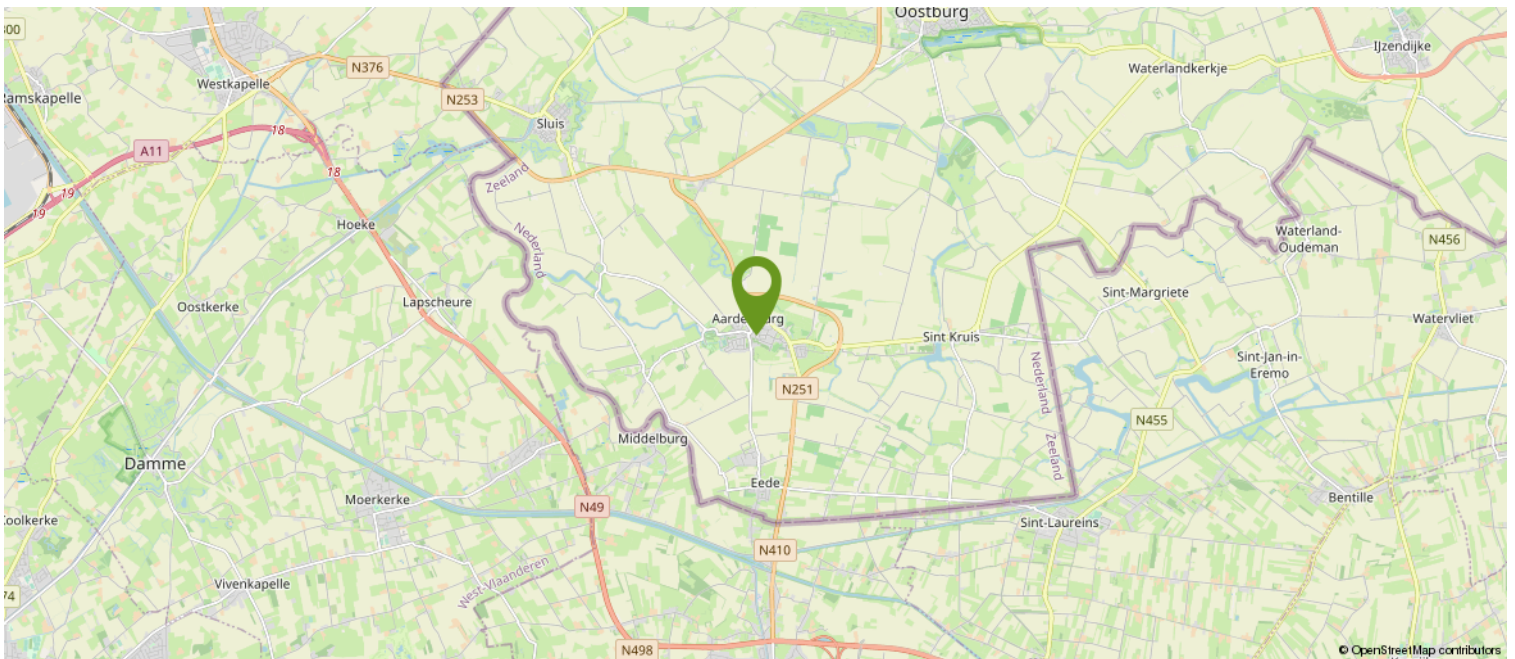 Oostburg
300
N376
IJzendijke
Westkapelle
Waterlandkerkje
N253
Sluis
18
A11
18
Zeeland
19
19
Hoeke
Nederland
Waterland-
Oudeman
N456
Oostkerke
Lapscheure
Sint-Margriete
Watervliet
Sint Kruis
Sint-Jan-in-
Eremo
Nederland
N251
N455
Middelburg
Zeeland
Damme
Eede
Moerkerke
N49
Bentille
Sint-Laureins
N410
West-Vlaanderen
Vivenkapelle
74
N498
© OpenStreetMap contributors